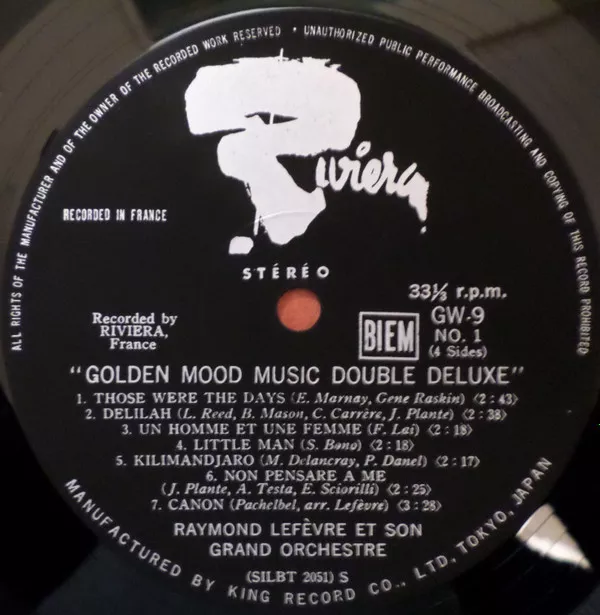 ALL RIGHTS OF THE MANUFACTURER AND OF THE OWNER OF THE RECORDED WORK RESERVED • UNAUTHORIZED PUBLIC PERFORMANCE BROADCASTING AND COPYING OF THIS RECORD PROHIBITED
Riviera
RECORDED IN FRANCE
STÉRÉO
33⅓ r.p.m.
Recorded by
RIVIERA,
France
BIEM
GW-9
NO. 1
(4 Sides)
"GOLDEN MOOD MUSIC DOUBLE DELUXE"
1. THOSE WERE THE DAYS (E. Marnay, Gene Raskin) (2:43)
2. DELILAH (L. Reed, B. Mason, C. Carrère, J. Plante) (2:38)
3. UN HOMME ET UNE FEMME (F. Lai) (2:18)
4. LITTLE MAN (S. Bono) (2:18)
5. KILIMANDJARO (M. Delancray, P. Danel) (2:17)
6. NON PENSARE A ME
(J. Plante, A. Testa, E. Sciorilli) (2:25)
7. CANON (Pachelbel, arr. Lefèvre) (3:28)
RAYMOND LEFÈVRE ET SON
GRAND ORCHESTRE
(SILBT 2051) S
MANUFACTURED BY KING RECORD CO., LTD, TOKYO, JAPAN